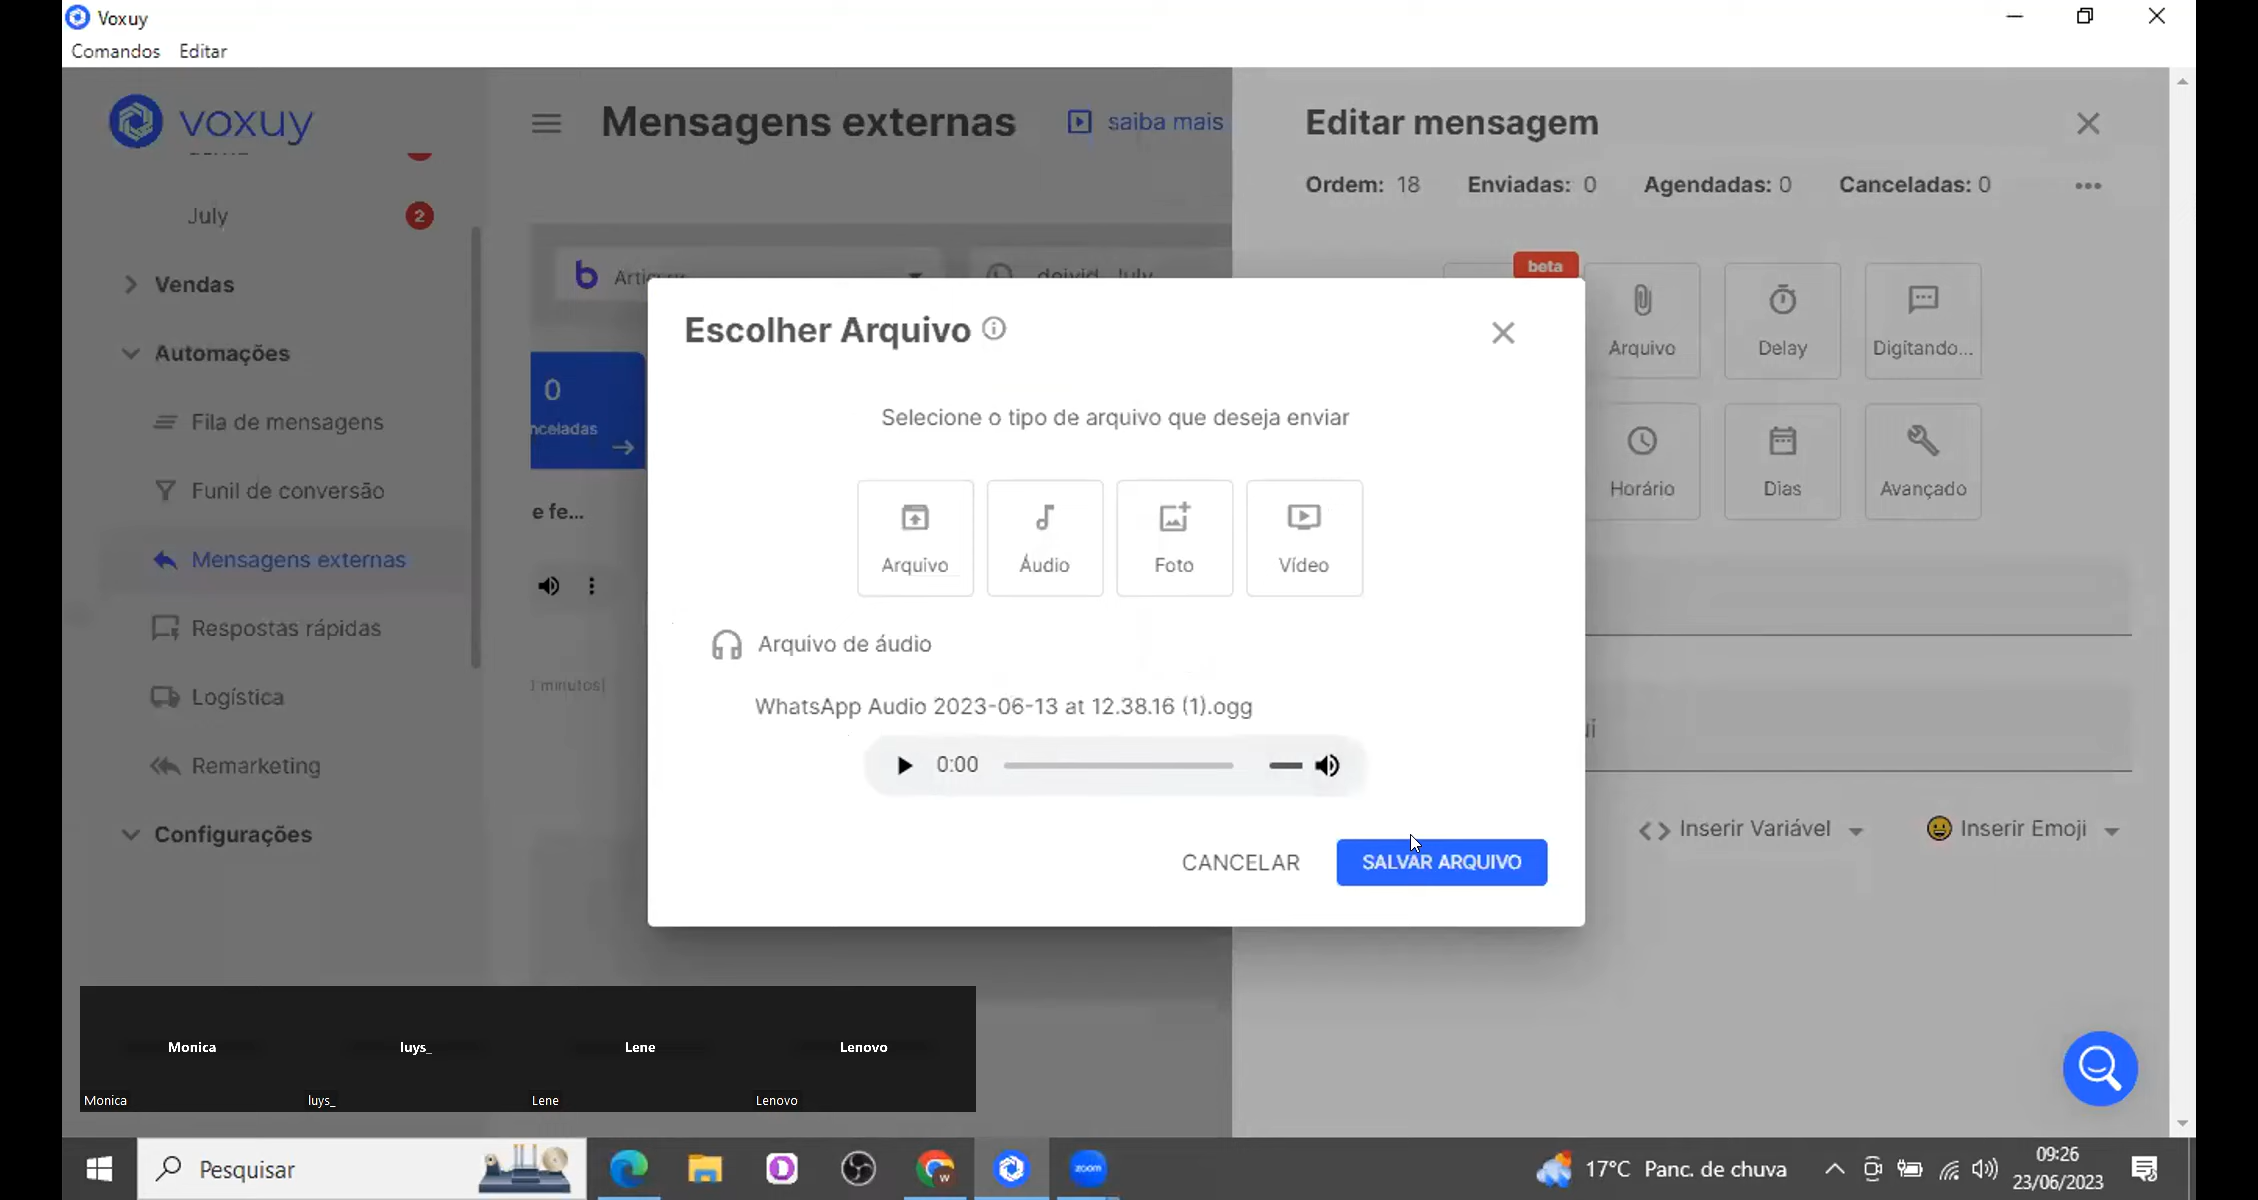 Voxuy
Comandos Editar
voxuy
Mensagens externas
saiba mais
Editar mensagem
Ordem: 18 Enviadas: 0 Agendadas: 0 Canceladas: 0
July 2
Vendas
Automações
Fila de mensagens
Funil de conversão
Mensagens externas
Respostas rápidas
Logística
Remarketing
Configurações
0
nceladas
e fe...
1 minutos|
beta
Arquivo
Delay
Digitando...
Horário
Dias
Avançado
Escolher Arquivo
Selecione o tipo de arquivo que deseja enviar
Arquivo
Áudio
Foto
Vídeo
Arquivo de áudio
WhatsApp Audio 2023-06-13 at 12.38.16 (1).ogg
0:00
CANCELAR
SALVAR ARQUIVO
Inserir Variável
Inserir Emoji
Monica
luys_
Lene
Lenovo
Monica
luys_
Lene
Lenovo
Pesquisar
zoom
17°C Panc. de chuva
09:26
23/06/2023